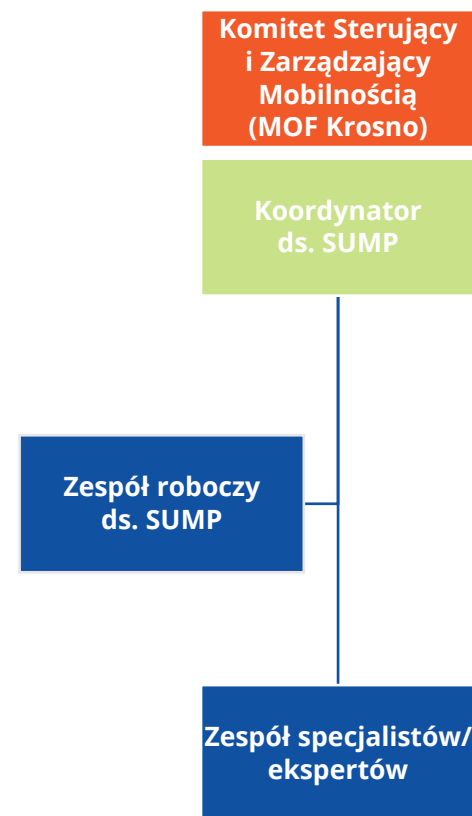 Komitet Sterujący
i Zarządzający
Mobilnością
(MOF Krosno)
Koordynator
ds. SUMP
Zespół roboczy
ds. SUMP
Zespół specjalistów/
ekspertów